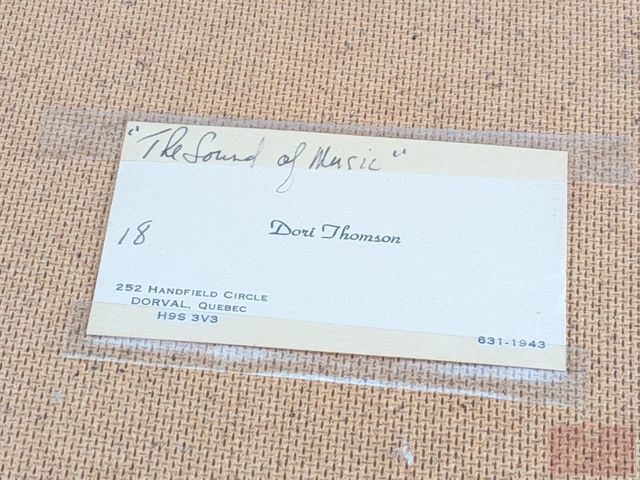 "The Sound of Music"
18
Dori Thomson
252 HANDFIELD CIRCLE
DORVAL, QUEBEC
H9S 3V3
631-1943